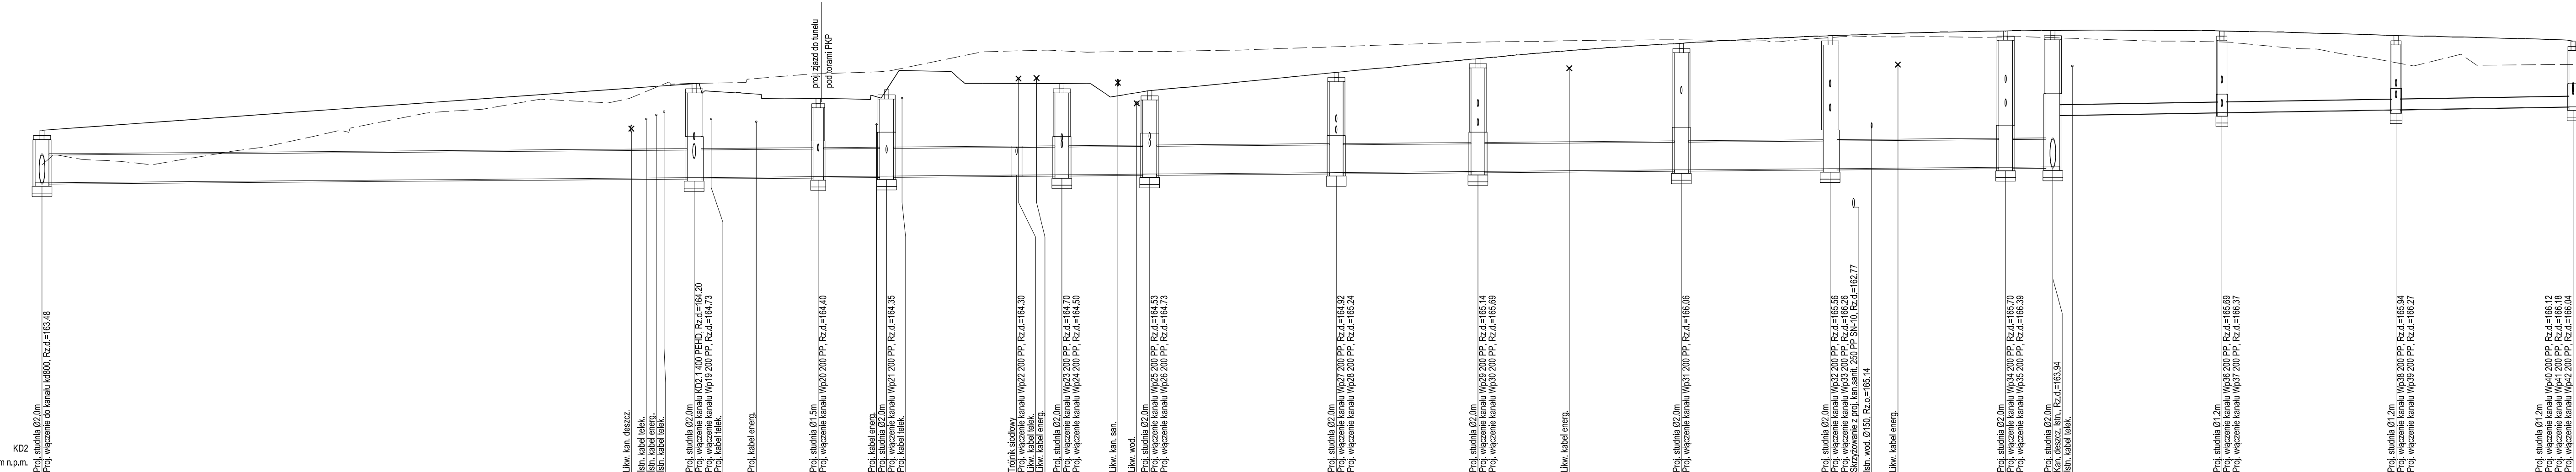 proj. zjazd do tunelu
pod torami PKP
KD2
m n.p.m.
Proj. studnia Ø2,0m
Proj. włączenie do kanału kd800, Rz.d.=163,48
Likw. kan. deszcz.
Istn. kabel telek.
Istn. kabel energ.
Istn. kabel telek.
Proj. studnia Ø2,0m
Proj. włączenie kanału KD2.1 400 PEHD, Rz.d.=164,20
Proj. włączenie kanału Wp19 200 PP, Rz.d.=164,73
Proj. kabel telek.
Proj. kabel energ.
Proj. studnia Ø1,5m
Proj. włączenie kanału Wp20 200 PP, Rz.d.=164,40
Proj. kabel energ.
Proj. studnia Ø2,0m
Proj. włączenie kanału Wp21 200 PP, Rz.d.=164,35
Proj. kabel telek.
Trójnik siodłowy
Proj. włączenie kanału Wp22 200 PP, Rz.d.=164,30
Likw. kabel telek.
Likw. kabel energ.
Proj. studnia Ø2,0m
Proj. włączenie kanału Wp23 200 PP, Rz.d.=164,70
Proj. włączenie kanału Wp24 200 PP, Rz.d.=164,50
Likw. kan. san.
Likw. wod.
Proj. studnia Ø2,0m
Proj. włączenie kanału Wp25 200 PP, Rz.d.=164,53
Proj. włączenie kanału Wp26 200 PP, Rz.d.=164,73
Proj. studnia Ø2,0m
Proj. włączenie kanału Wp27 200 PP, Rz.d.=164,92
Proj. włączenie kanału Wp28 200 PP, Rz.d.=165,24
Proj. studnia Ø2,0m
Proj. włączenie kanału Wp29 200 PP, Rz.d.=165,14
Proj. włączenie kanału Wp30 200 PP, Rz.d.=165,69
Likw. kabel energ.
Proj. studnia Ø2,0m
Proj. włączenie kanału Wp31 200 PP, Rz.d.=166,06
Proj. studnia Ø2,0m
Proj. włączenie kanału Wp32 200 PP, Rz.d.=165,56
Proj. włączenie kanału Wp33 200 PP, Rz.d.=166,26
Skrzyżowanie z proj. kan.sanit. 250 PP SN-10, Rz.d.=162,77
Istn. wod. Ø150, Rz.o.=165,14
Likw. kabel energ.
Proj. studnia Ø2,0m
Proj. włączenie kanału Wp34 200 PP, Rz.d.=165,70
Proj. włączenie kanału Wp35 200 PP, Rz.d.=166,39
Proj. studnia Ø2,0m
Kan. deszcz. istn., Rz.d.=163,94
Istn. kabel telek.
Proj. studnia Ø1,2m
Proj. włączenie kanału Wp36 200 PP, Rz.d.=165,69
Proj. włączenie kanału Wp37 200 PP, Rz.d.=166,37
Proj. studnia Ø1,2m
Proj. włączenie kanału Wp38 200 PP, Rz.d.=165,94
Proj. włączenie kanału Wp39 200 PP, Rz.d.=166,27
Proj. studnia Ø1,2m
Proj. włączenie kanału Wp40 200 PP, Rz.d.=166,12
Proj. włączenie kanału Wp41 200 PP, Rz.d.=166,18
Proj. włączenie kanału Wp42 200 PP, Rz.d.=166,04